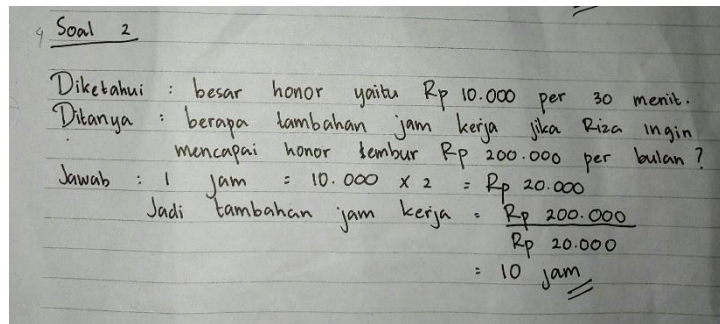 Soal 2
Diketahui : besar honor yaitu Rp 10.000 per 30 menit.
Ditanya : berapa tambahan jam kerja jika Riza ingin
mencapai honor lembur Rp 200.000 per bulan ?
Jawab : 1 jam = 10.000 x 2 = Rp 20.000
Jadi tambahan jam kerja = Rp 200.000
Rp 20.000
= 10 jam